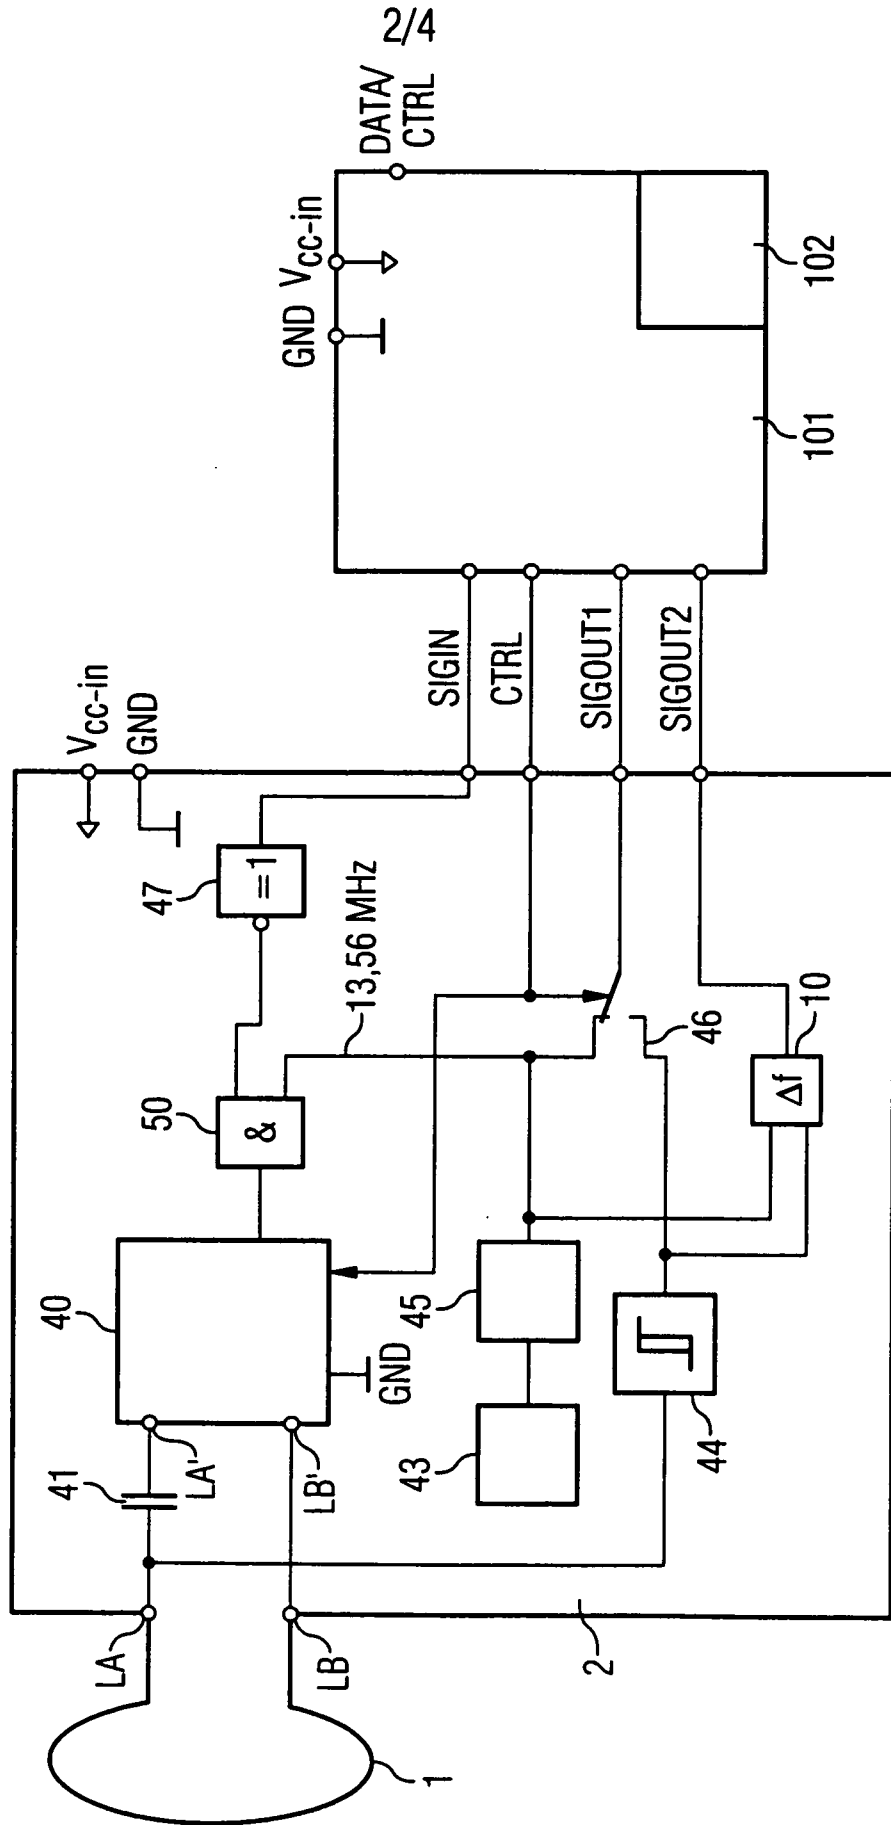 2/4
DATA/
CTRL
GND
Vcc-in
102
101
SIGIN
CTRL
SIGOUT1
SIGOUT2
Vcc-in
GND
47
=1
13,56 MHz
50
&
46
10
Δf
40
GND
45
43
44
41
LA'
LB'
LA
LB
2
1